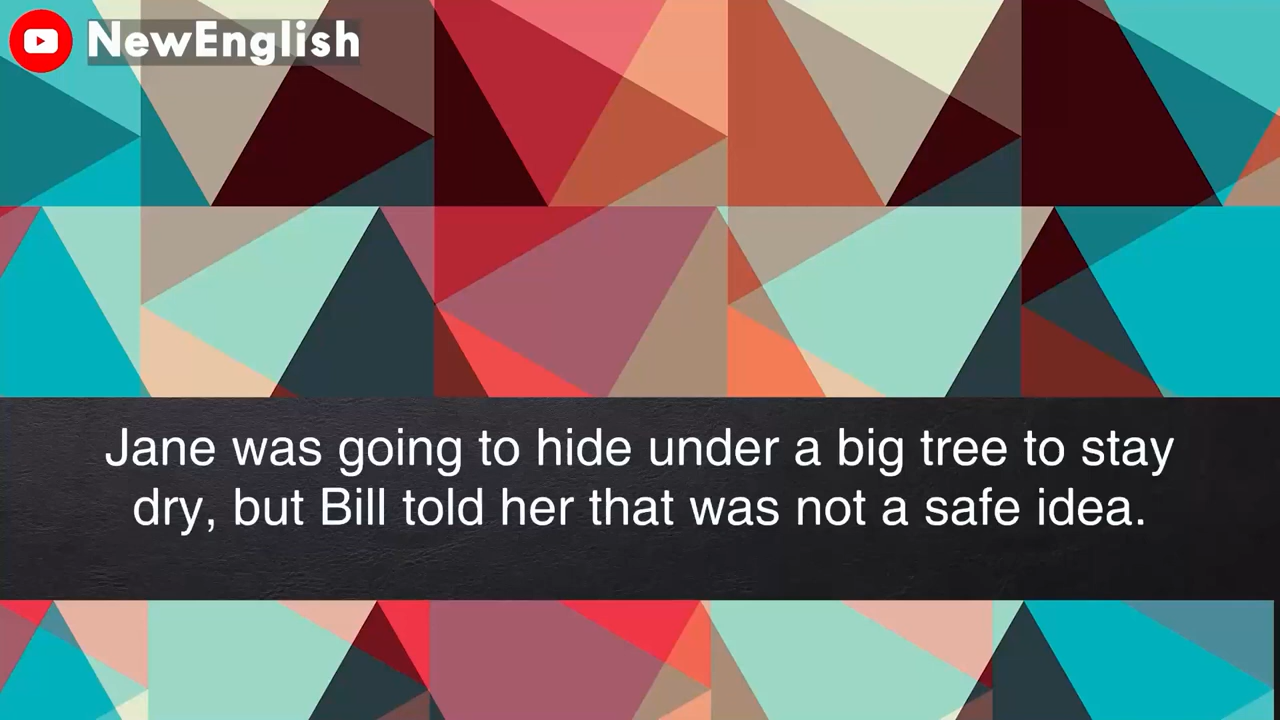 NewEnglish
Jane was going to hide under a big tree to stay
dry, but Bill told her that was not a safe idea.